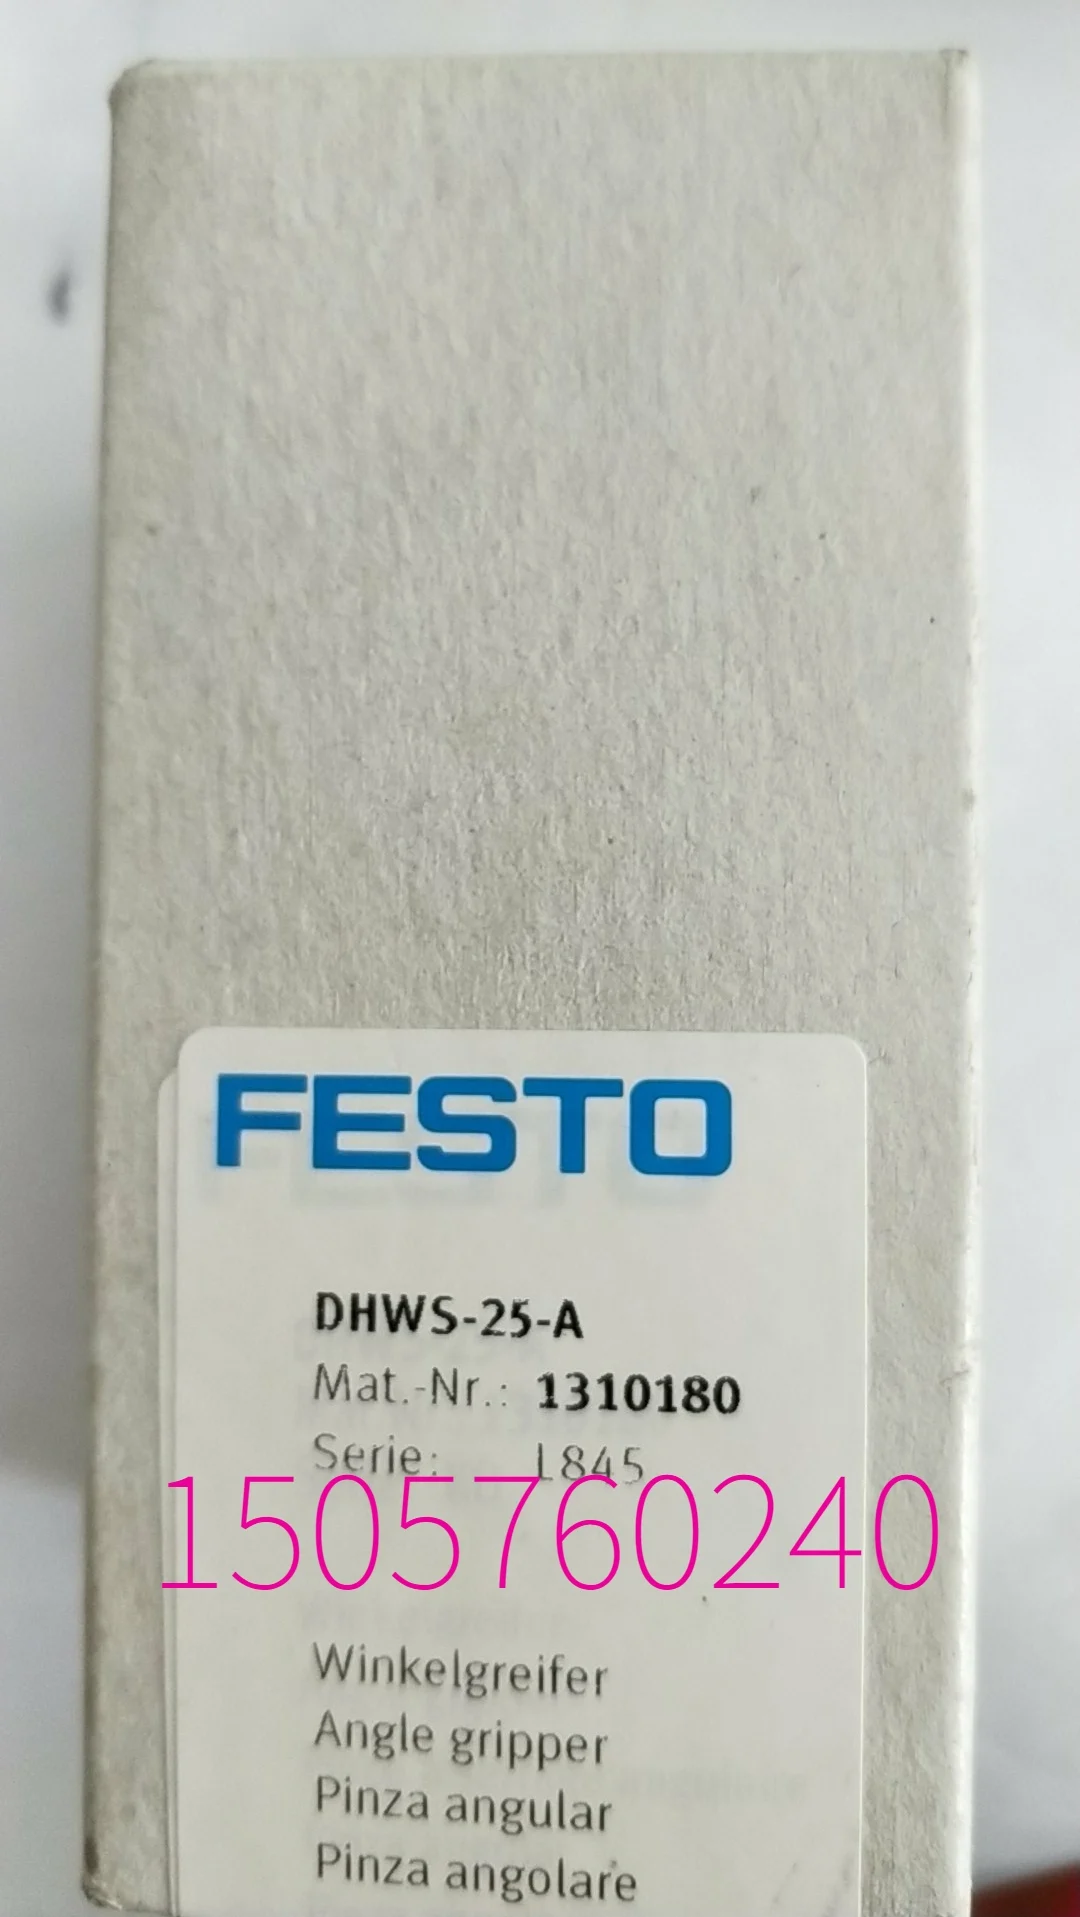 FESTO
DHWS-25-A
Mat.-Nr.: 1310180
Serie: L845
1505760240
Winkelgreifer
Angle gripper
Pinza angular
Pinza angolare